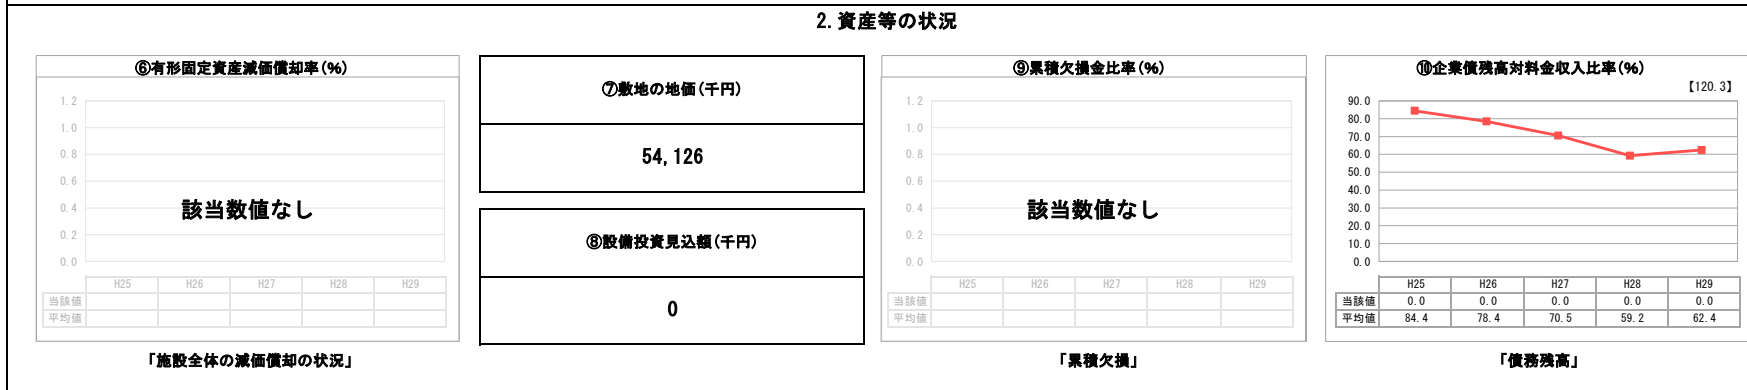 2.資産等の状況
⑥有形固定資産減価償却率(%)
1.2
1.0
0.8
0.6
0.4
0.2
0.0
該当数値なし
H25 H26 H27 H28 H29
当該値
平均値
「施設全体の減価償却の状況」
⑦敷地の地価(千円)
54,126
⑧設備投資見込額(千円)
0
⑨累積欠損金比率(%)
1.2
1.0
0.8
0.6
0.4
0.2
0.0
該当数値なし
H25 H26 H27 H28 H29
当該値
平均値
「累積欠損」
⑩企業債残高対料金収入比率(%)
【120.3】
90.0
80.0
70.0
60.0
50.0
40.0
30.0
20.0
10.0
0.0
H25 H26 H27 H28 H29
当該値 0.0 0.0 0.0 0.0 0.0
平均値 84.4 78.4 70.5 59.2 62.4
「債務残高」